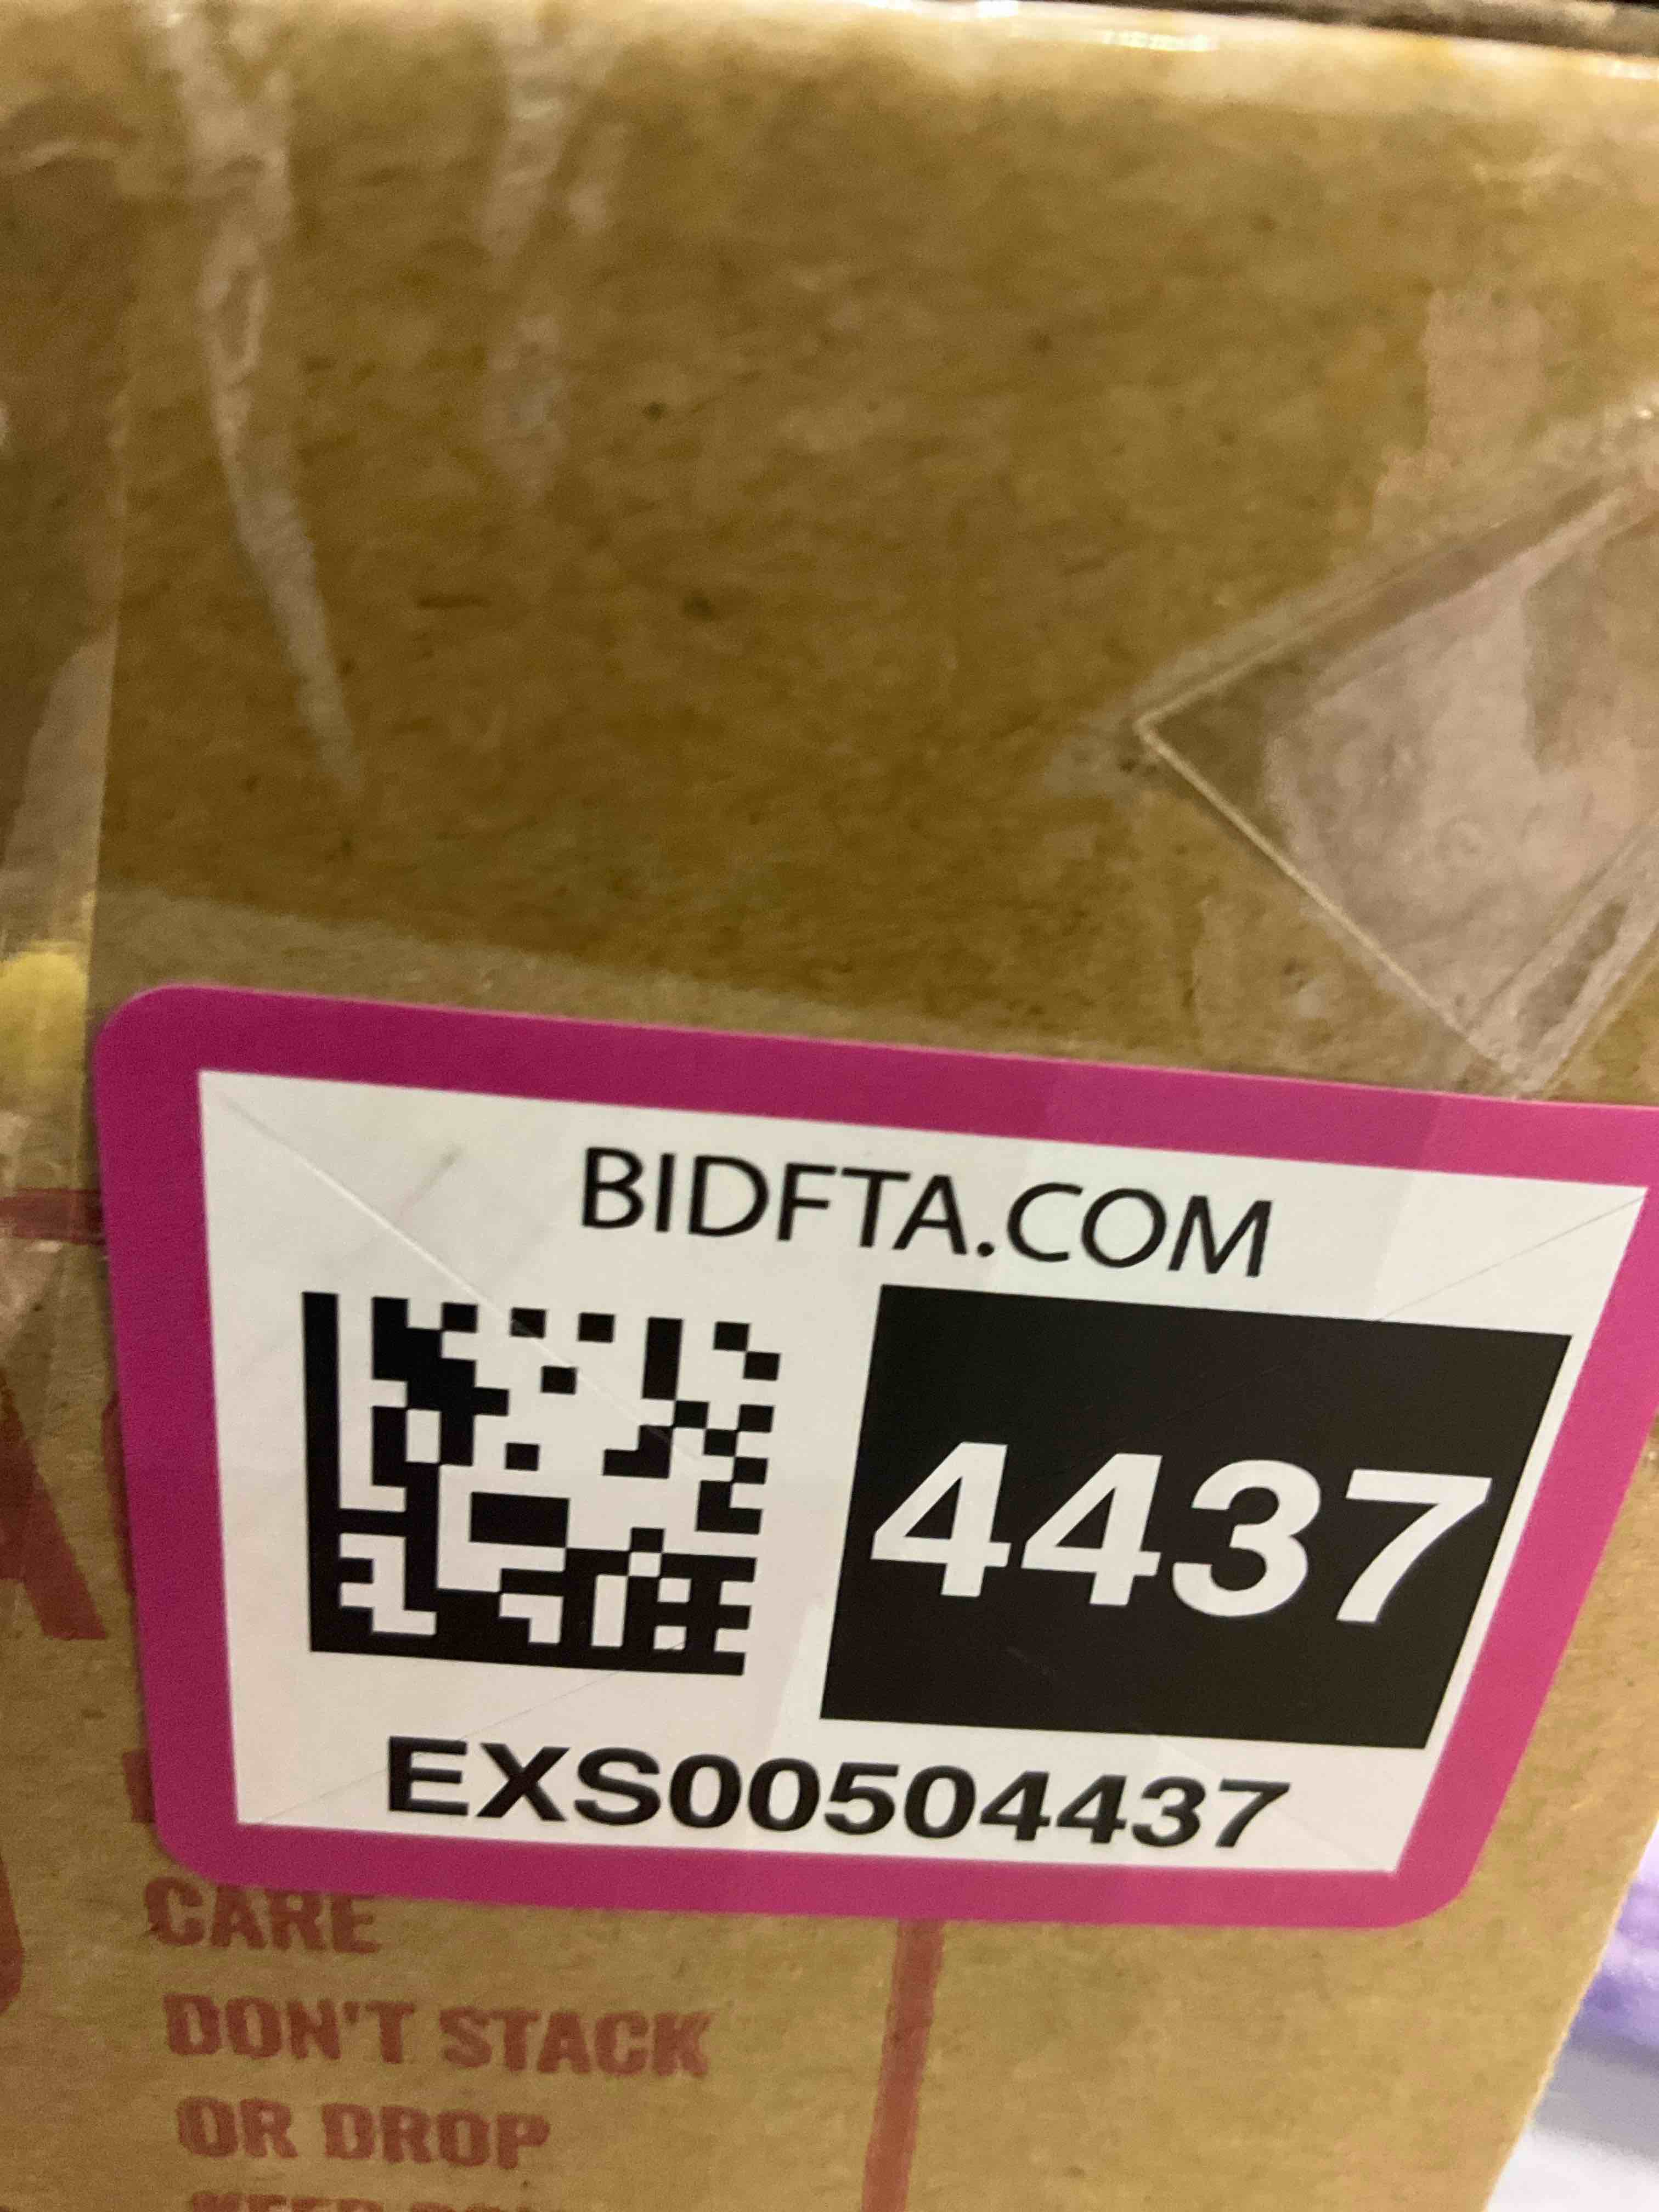 BIDFTA.COM
4437
EXS00504437
CARE
DON'T STACK
OR DROP